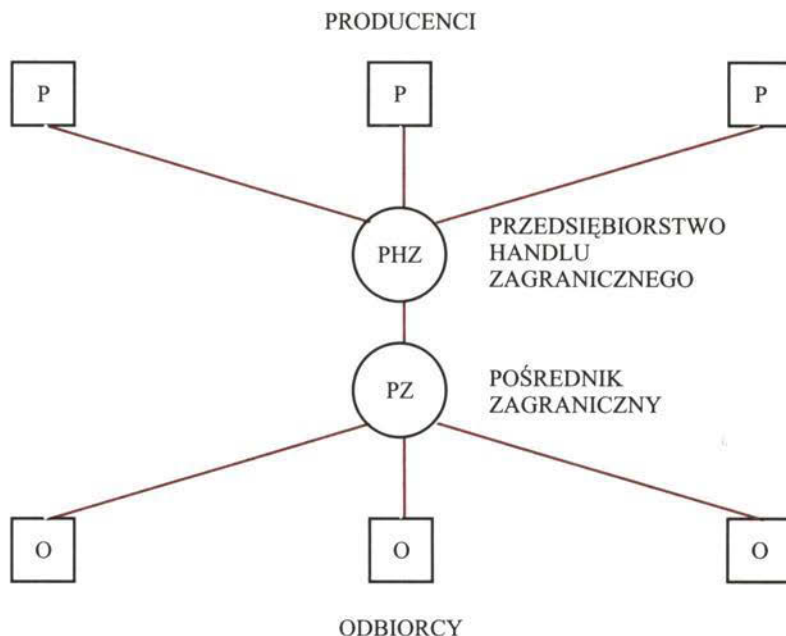 PRODUCENCI
P P P
PHZ
PRZEDSIĘBIORSTWO
HANDLU
ZAGRANICZNEGO
PZ
POŚREDNIK
ZAGRANICZNY
O O O
ODBIORCY